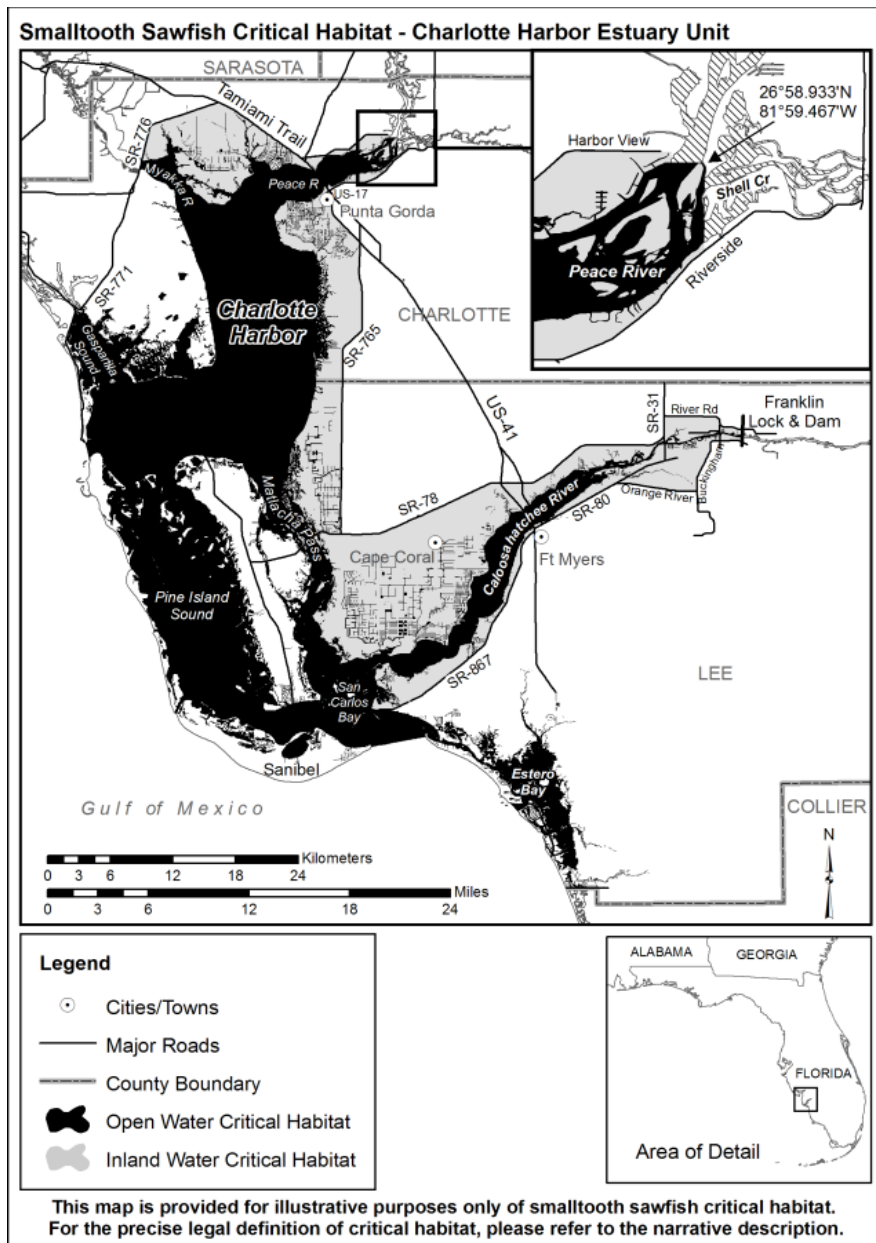 Smalltooth Sawfish Critical Habitat - Charlotte Harbor Estuary Unit
SARASOTA
Tamiami Trail
SR-776
Myakka R
Peace R
US-17
Punta Gorda
26°58.933'N
81°59.467'W
Harbor View
Shell Cr
Peace River
Riverside
SR-771
Gasparilla
Sound
Charlotte
Harbor
CHARLOTTE
SR-765
US-41
SR-31
River Rd
Franklin
Lock & Dam
Buckingham
Orange River
SR-80
SR-78
Matlacha Pass
Cape Coral
Caloosahatchee River
Ft Myers
Pine Island
Sound
SR-867
LEE
San
Carlos
Bay
Sanibel
Estero
Bay
Gulf of Mexico
COLLIER
N
Kilometers
0 3 6 12 18 24
Miles
0 3 6 12 18 24
Legend
Cities/Towns
Major Roads
County Boundary
Open Water Critical Habitat
Inland Water Critical Habitat
ALABAMA
GEORGIA
FLORIDA
Area of Detail
This map is provided for illustrative purposes only of smalltooth sawfish critical habitat.
For the precise legal definition of critical habitat, please refer to the narrative description.